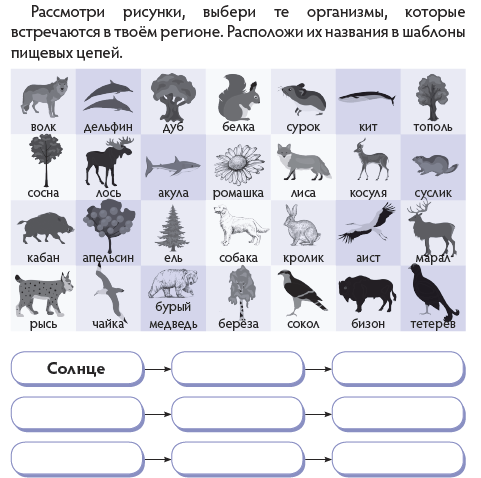 Рассмотри рисунки, выбери те организмы, которые
встречаются в твоём регионе. Расположи их названия в шаблоны
пищевых цепей.
волк дельфин дуб белка сурок кит тополь
сосна лось акула ромашка лиса косуля суслик
кабан апельсин ель собака кролик аист марал
рысь чайка бурый медведь берёза сокол бизон тетерев
Солнце